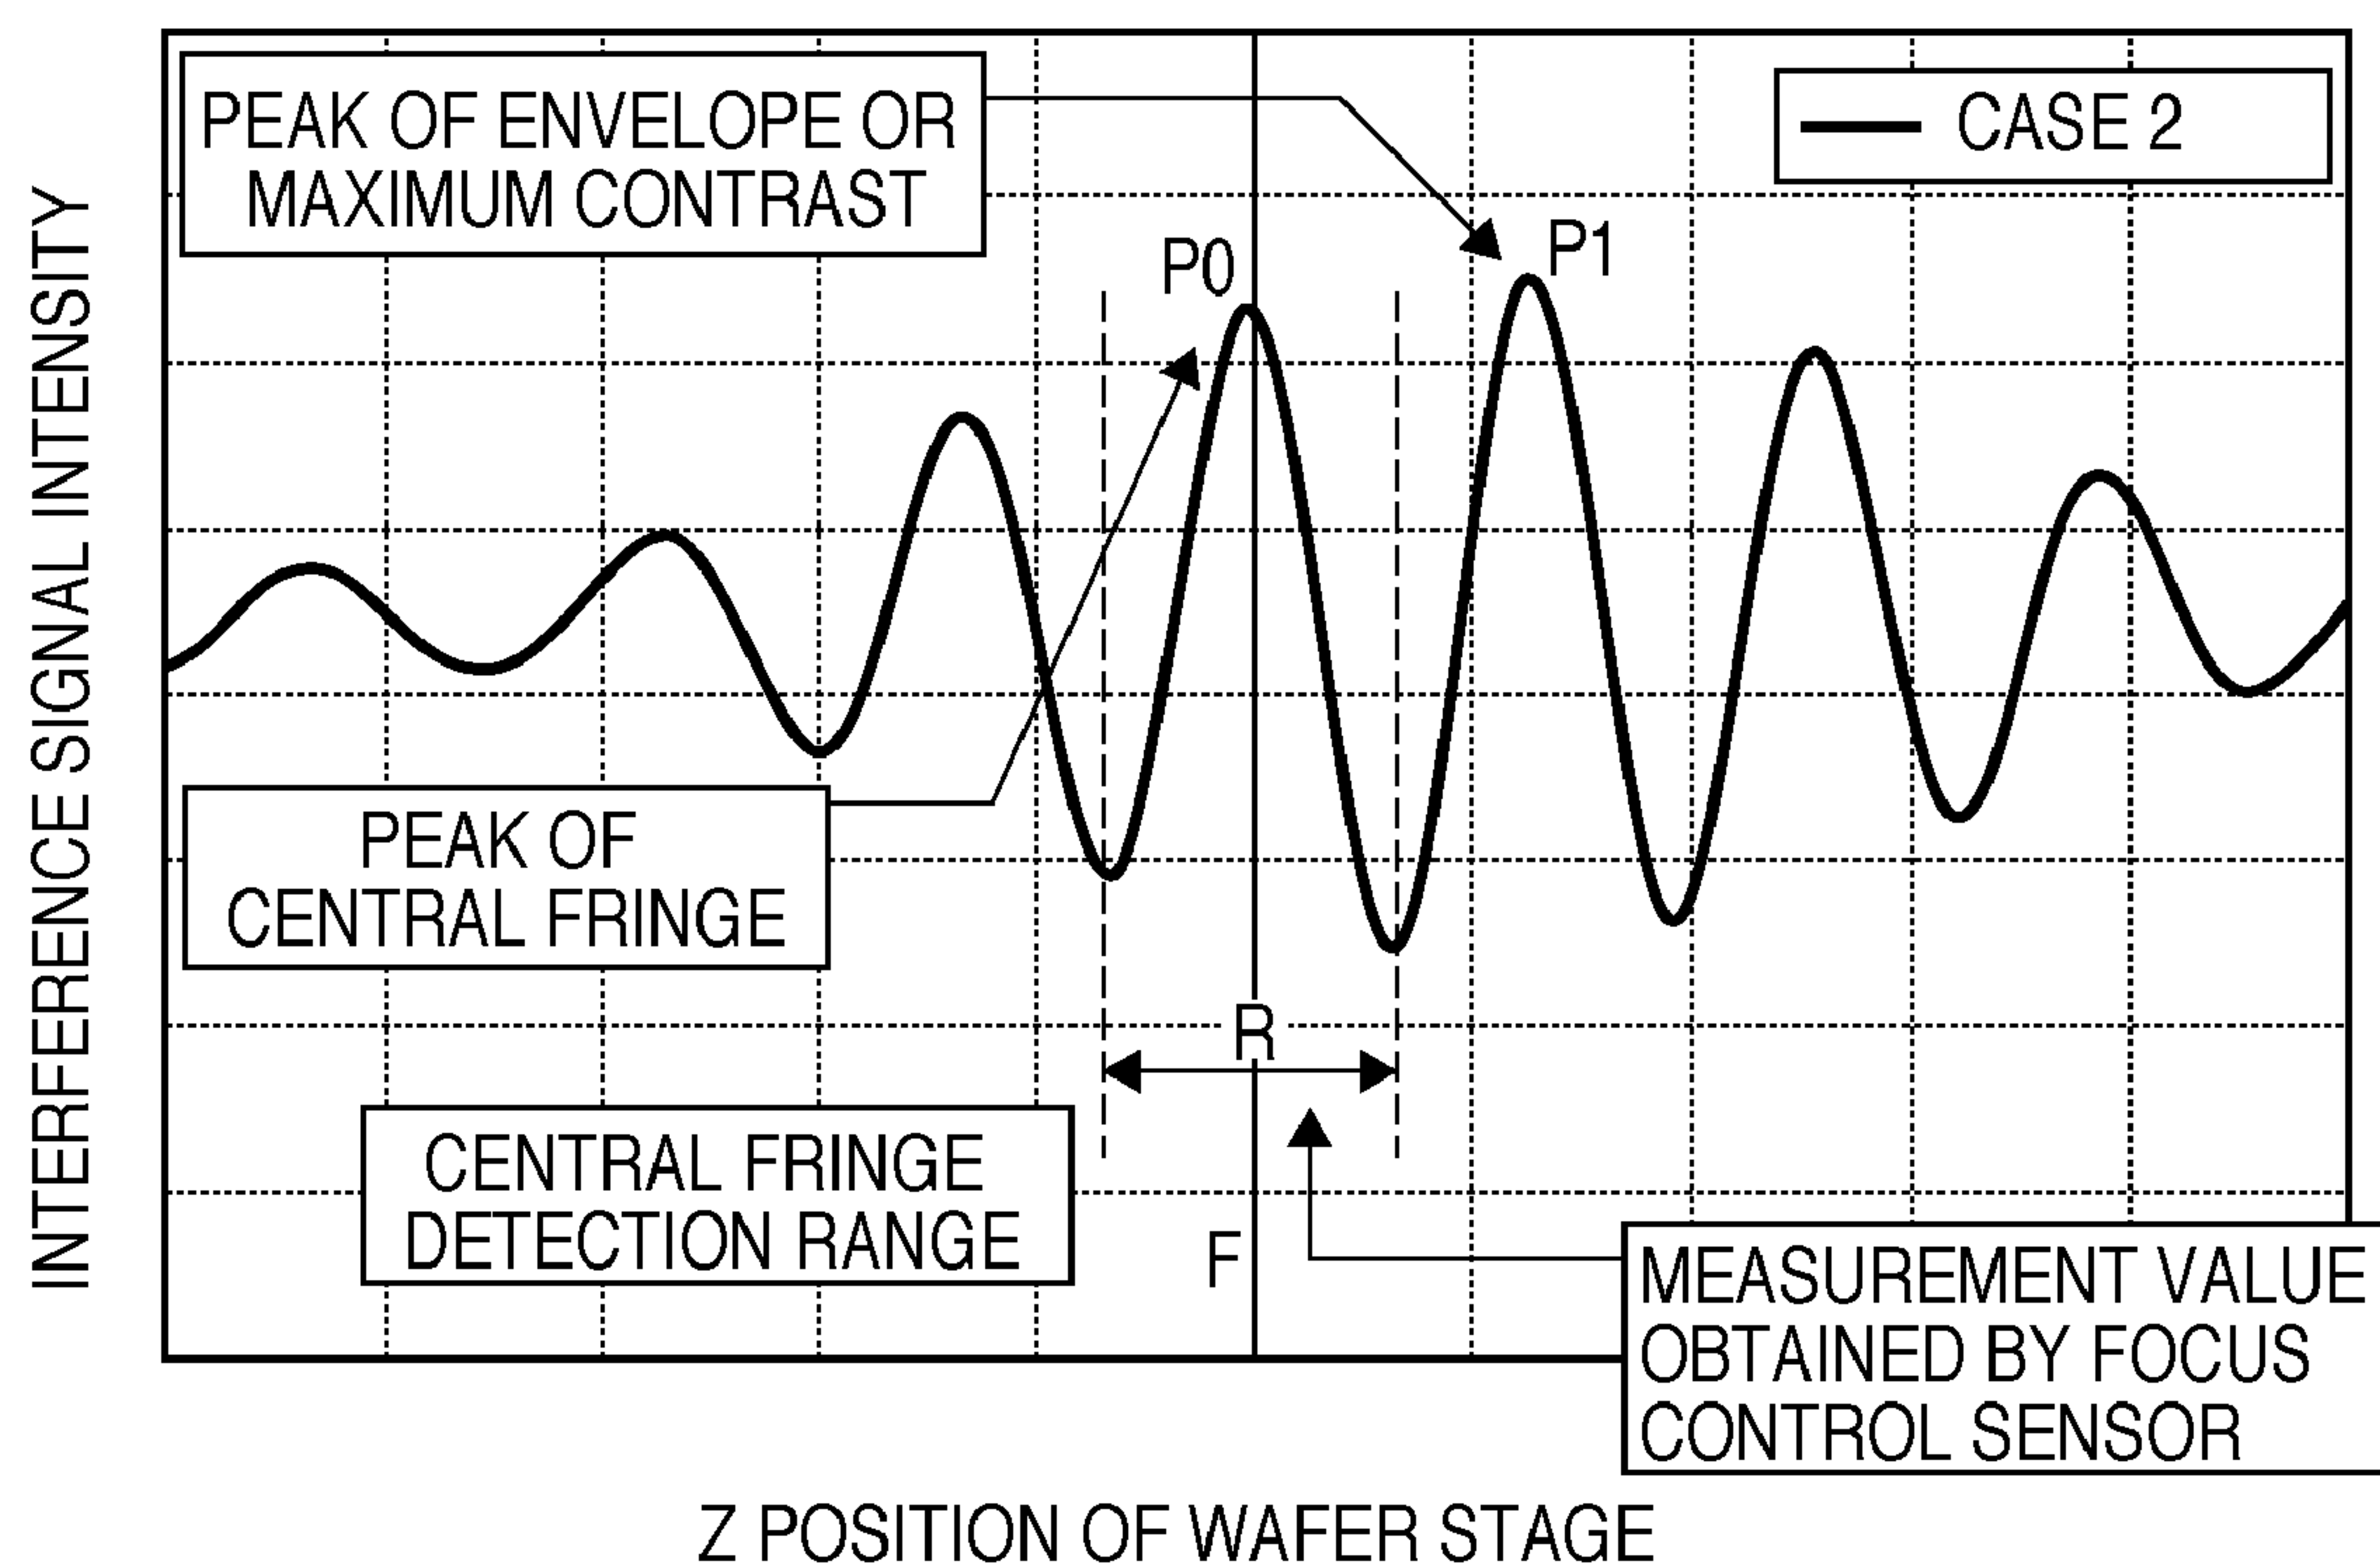 PEAK OF ENVELOPE OR
MAXIMUM CONTRAST
CASE 2
P0
P1
INTERFERENCE SIGNAL INTENSITY
PEAK OF
CENTRAL FRINGE
R
CENTRAL FRINGE
DETECTION RANGE
F
MEASUREMENT VALUE
OBTAINED BY FOCUS
CONTROL SENSOR
Z POSITION OF WAFER STAGE